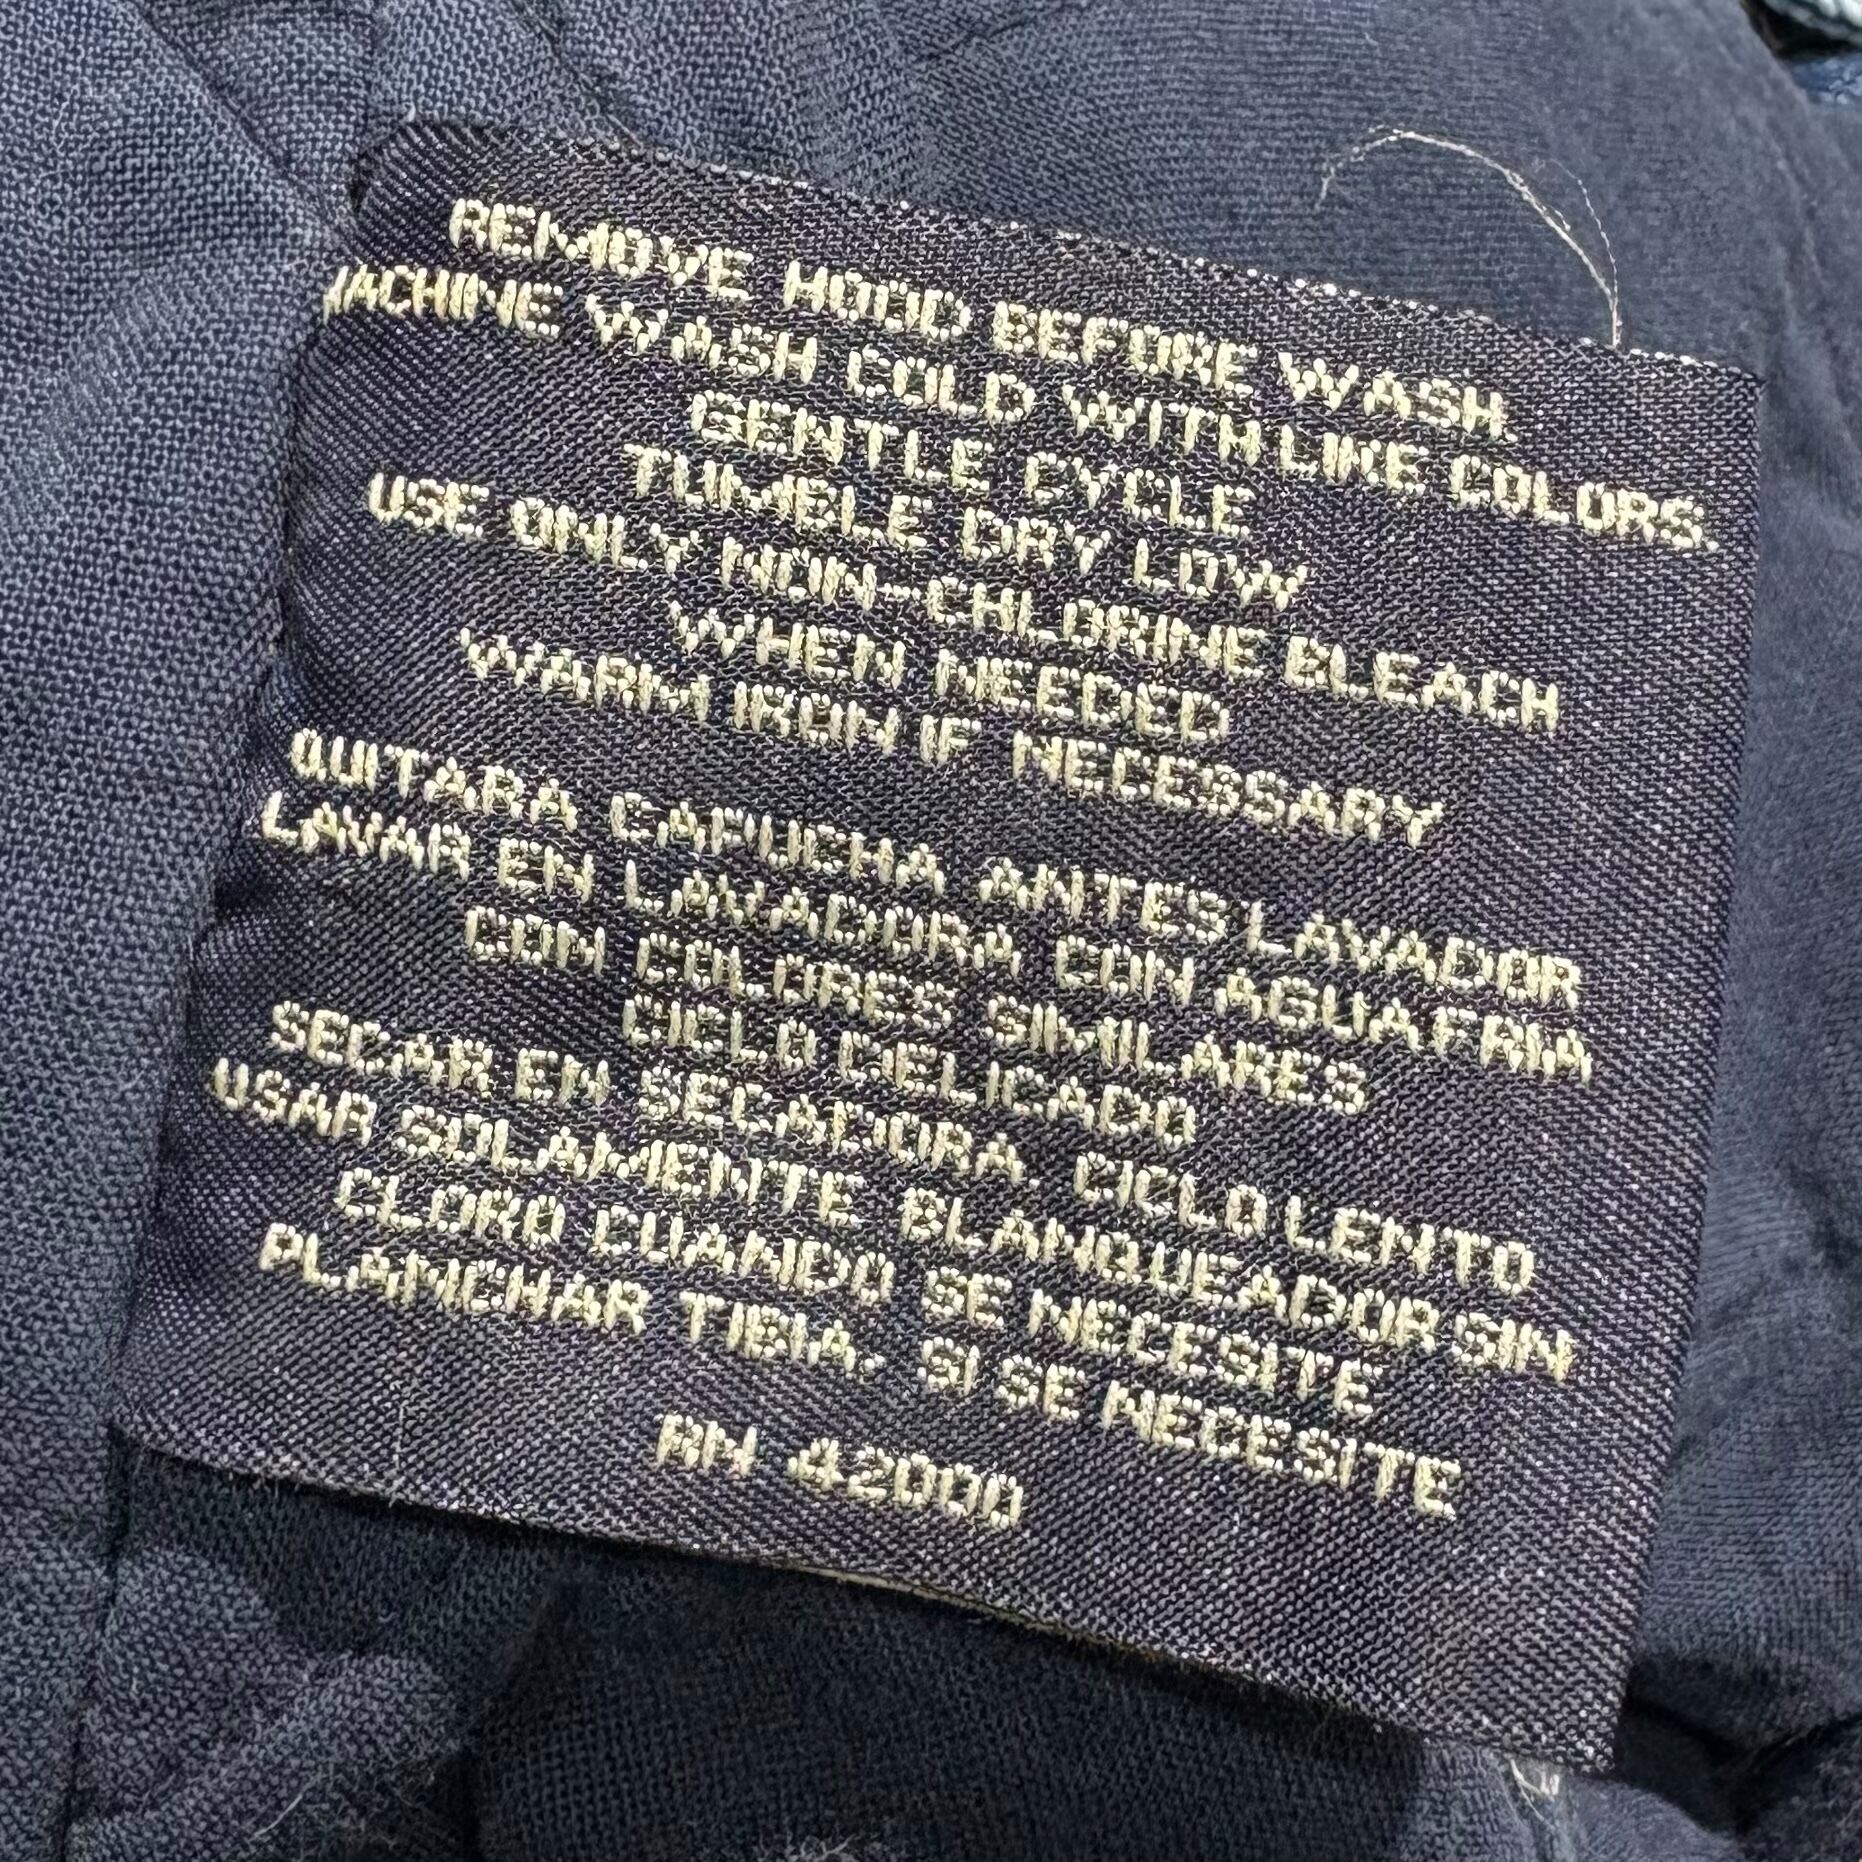 REMOVE HOOD BEFORE WASH.
MACHINE WASH COLD WITH LIKE COLORS.
GENTLE CYCLE
TUMBLE DRY LOW
USE ONLY NON-CHLORINE BLEACH
WHEN NEEDED
WARM IRON IF NECESSARY
QUITARA CAPUCHA ANTES LAVADOR
LAVAR EN LAVADORA CON AGUA FRIA
CON COLORES SIMILARES
CICLO DELICADO
SECAR EN SECADORA, CICLO LENTO
USAR SOLAMENTE BLANQUEADOR SIN
CLORO CUANDO SE NECESITE
PLANCHAR TIBIA, SI SE NECESITE
RN 42000